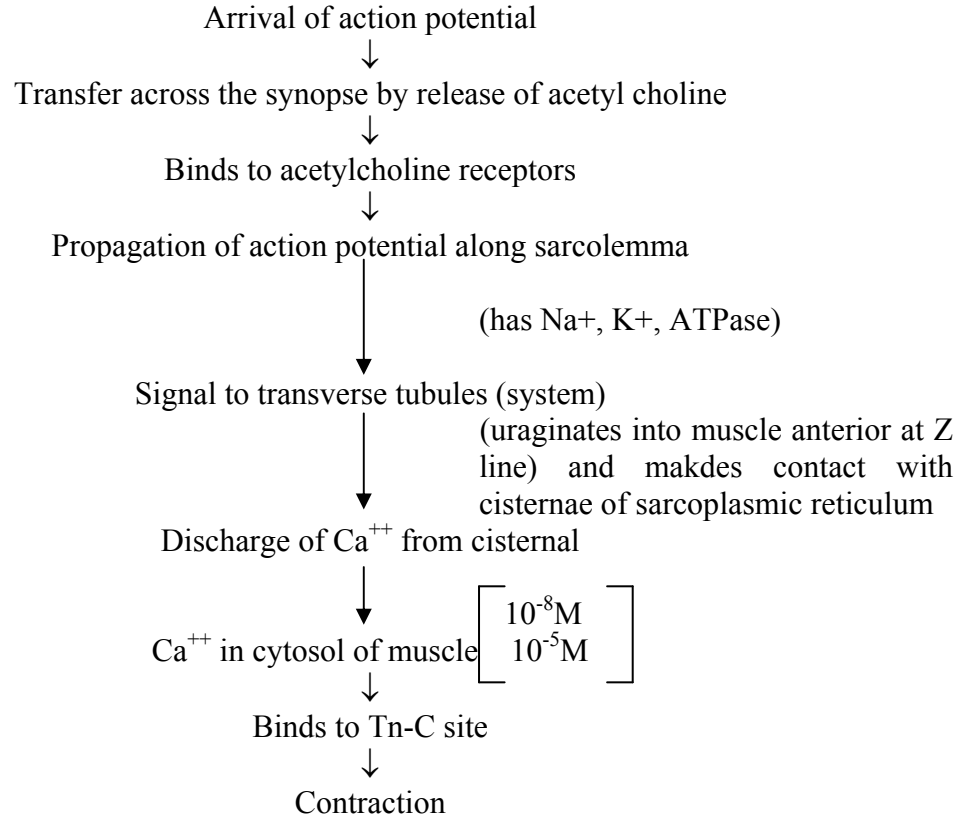 Arrival of action potential
↓
Transfer across the synopse by release of acetyl choline
↓
Binds to acetylcholine receptors
↓
Propagation of action potential along sarcolemma
(has Na+, K+, ATPase)
Signal to transverse tubules (system)
(uraginates into muscle anterior at Z
line) and makdes contact with
cisternae of sarcoplasmic reticulum
Discharge of Ca⁺⁺ from cisternal
10⁻⁸M
Ca⁺⁺ in cytosol of muscle 10⁻⁵M
↓
Binds to Tn-C site
↓
Contraction